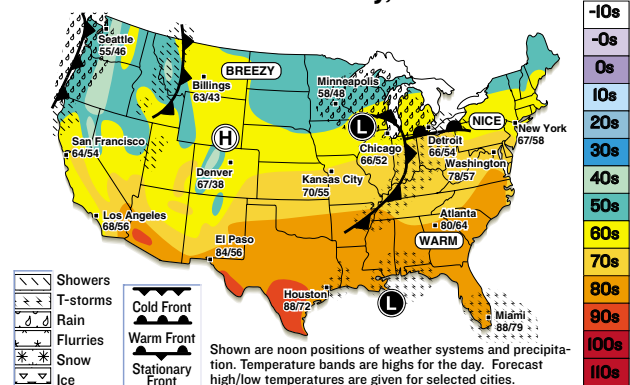 Seattle
55/46
Billings
63/43
BREEZY
Minneapolis
58/48
San Francisco
64/54
H
Denver
67/38
L
Chicago
66/52
Detroit
66/54
NICE
New York
67/58
Washington
78/57
Kansas City
70/55
Los Angeles
68/56
El Paso
84/56
Atlanta
80/64
WARM
Houston
88/72
L
Miami
88/79
-10s
-0s
0s
10s
20s
30s
40s
50s
60s
70s
80s
90s
100s
110s
Showers
T-storms
Rain
Flurries
Snow
Ice
Cold Front
Warm Front
Stationary
Front
Shown are noon positions of weather systems and precipita-
tion. Temperature bands are highs for the day. Forecast
high/low temperatures are given for selected cities.